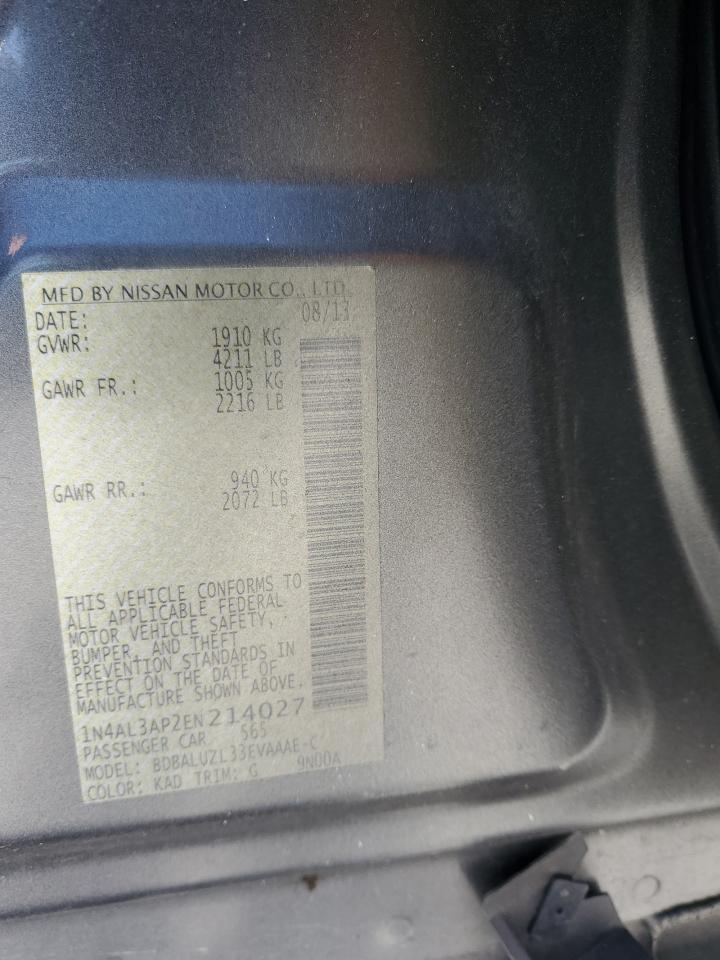 MFD BY NISSAN MOTOR CO., LTD.
DATE: 08/13
GVWR: 1910 KG
4211 LB
GAWR FR.: 1005 KG
2216 LB
GAWR RR.: 940 KG
2072 LB
THIS VEHICLE CONFORMS TO
ALL APPLICABLE FEDERAL
MOTOR VEHICLE SAFETY,
BUMPER, AND THEFT
PREVENTION STANDARDS IN
EFFECT ON THE DATE OF
MANUFACTURE SHOWN ABOVE.
1N4AL3AP2EN214027
PASSENGER CAR S65
MODEL: BDBALUZL33EVAAAE-C
COLOR: KAD TRIM: G 9N00A